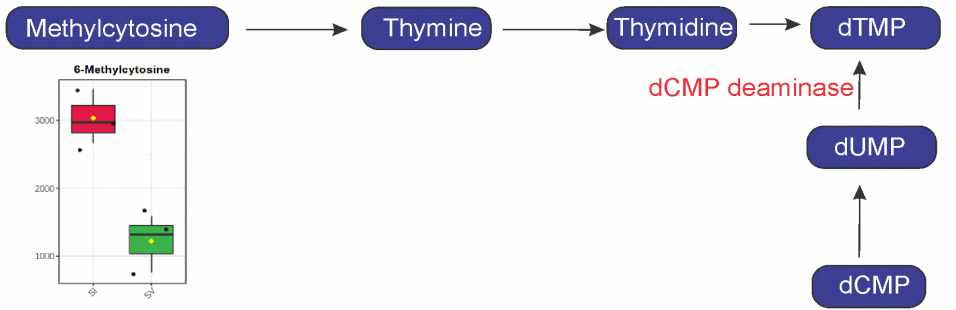 Methylcytosine
Thymine
Thymidine
dTMP
6-Methylcytosine
dCMP deaminase
3000
2000
1000
dUMP
SI
SV
dCMP